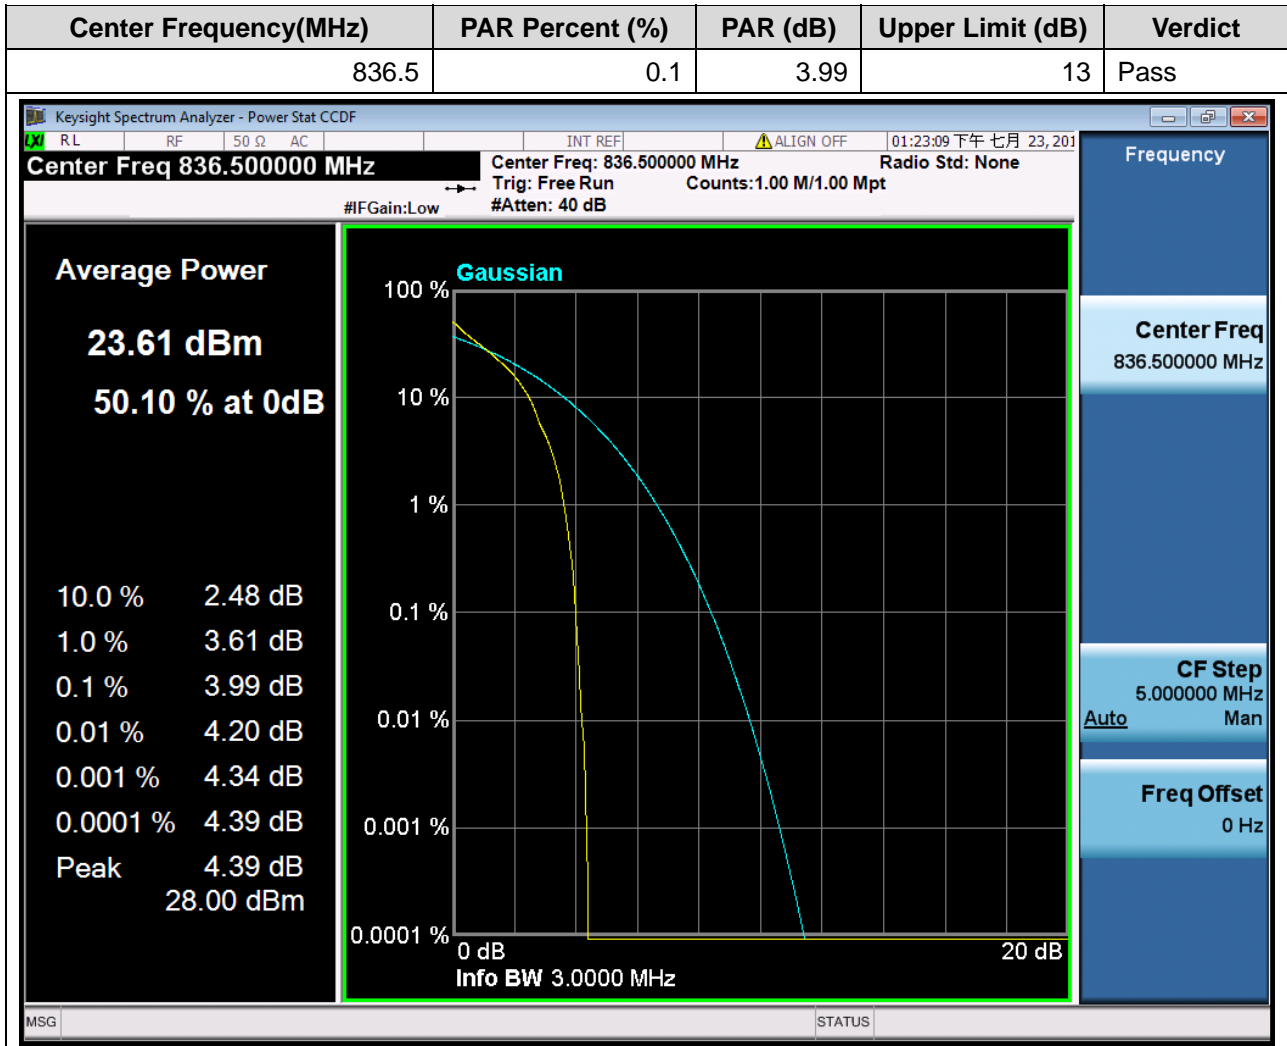 Center Frequency(MHz) PAR Percent (%) PAR (dB) Upper Limit (dB) Verdict
836.5 0.1 3.99 13 Pass
Keysight Spectrum Analyzer - Power Stat CCDF
LXI RL RF 50 Ω AC INT REF ALIGN OFF 01:23:09 下午 七月 23, 201
Center Freq 836.500000 MHz
#IFGain:Low
Center Freq: 836.500000 MHz Radio Std: None
Trig: Free Run Counts:1.00 M/1.00 Mpt
#Atten: 40 dB
Average Power
23.61 dBm
50.10 % at 0dB
10.0 % 2.48 dB
1.0 % 3.61 dB
0.1 % 3.99 dB
0.01 % 4.20 dB
0.001 % 4.34 dB
0.0001 % 4.39 dB
Peak 4.39 dB
28.00 dBm
Gaussian
100 %
10 %
1 %
0.1 %
0.01 %
0.001 %
0.0001 %
0 dB 20 dB
Info BW 3.0000 MHz
Frequency
Center Freq
836.500000 MHz
CF Step
5.000000 MHz
Auto Man
Freq Offset
0 Hz
MSG STATUS